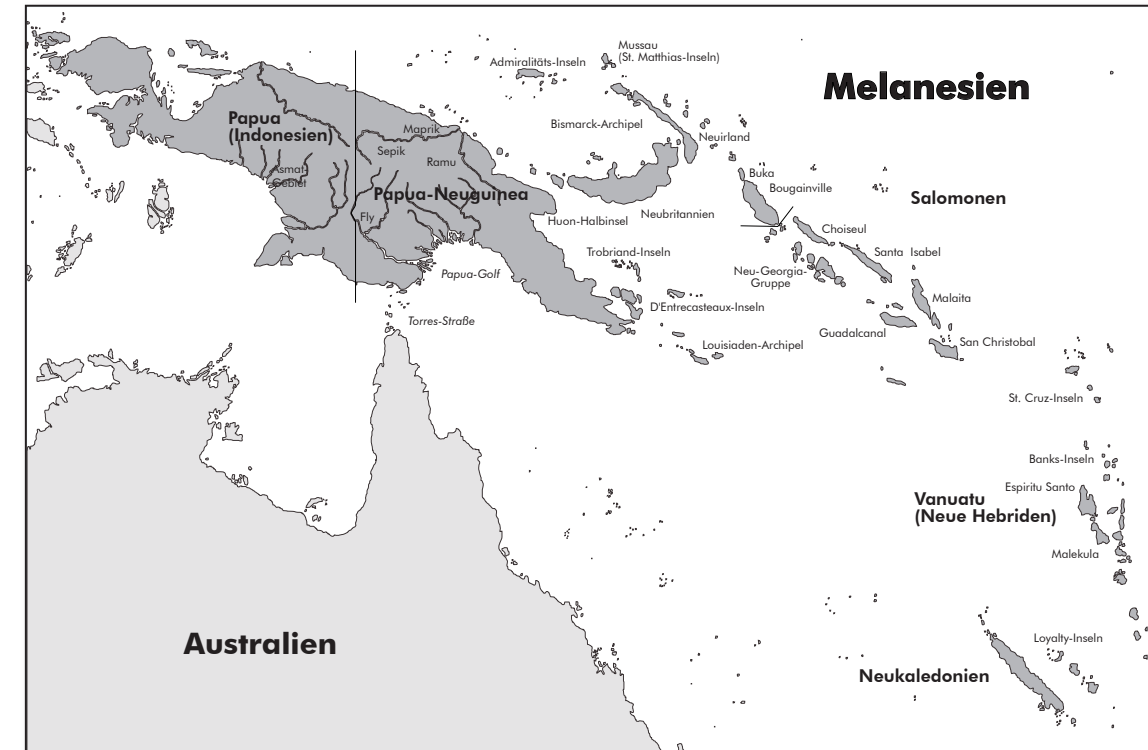 Mussau
(St. Matthias-Inseln)
Admiralitäts-Inseln
Melanesien
Papua
(Indonesien)
Maprik
Bismarck-Archipel
Neuirland
Sepik
Ramu
Asmat-
Gebiet
Buka
Bougainville
Papua-Neuguinea
Salomonen
Fly
Huon-Halbinsel
Neubritannien
Choiseul
Trobriand-Inseln
Santa Isabel
Papua-Golf
Neu-Georgia-
Gruppe
Malaita
D'Entrecasteaux-Inseln
Torres-Straße
Guadalcanal
Louisiaden-Archipel
San Christobal
St. Cruz-Inseln
Banks-Inseln
Espiritu Santo
Vanuatu
(Neue Hebriden)
Malekula
Australien
Loyalty-Inseln
Neukaledonien